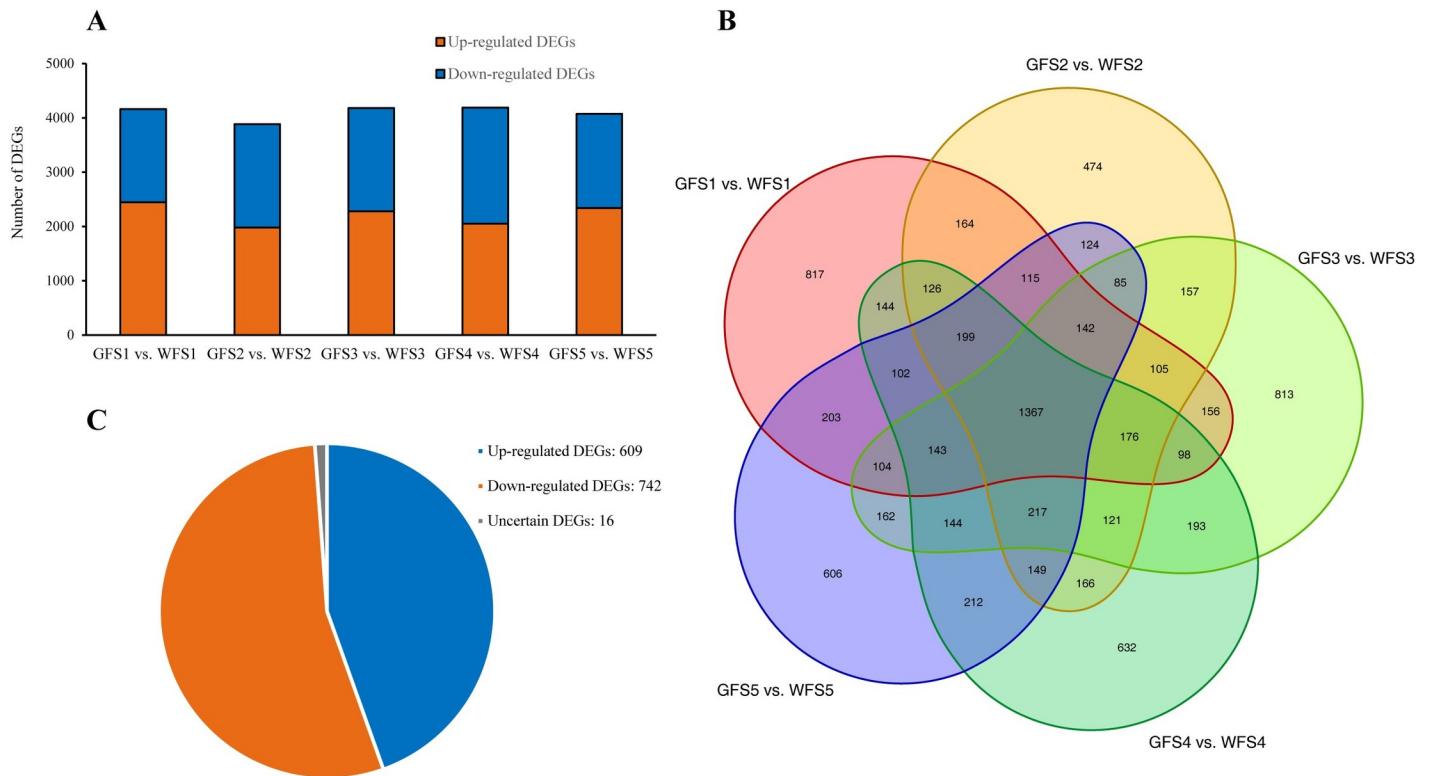 A
Up-regulated DEGs
Down-regulated DEGs
Number of DEGs
5000
4000
3000
2000
1000
0
GFS1 vs. WFS1 GFS2 vs. WFS2 GFS3 vs. WFS3 GFS4 vs. WFS4 GFS5 vs. WFS5
B
GFS2 vs. WFS2
GFS1 vs. WFS1
GFS3 vs. WFS3
474
164
124
817
115
85
157
126
144
142
199
105
102
813
156
203
1367
176
143
98
104
162
144
217
121
193
606
149
166
212
632
GFS5 vs. WFS5
GFS4 vs. WFS4
C
Up-regulated DEGs: 609
Down-regulated DEGs: 742
Uncertain DEGs: 16